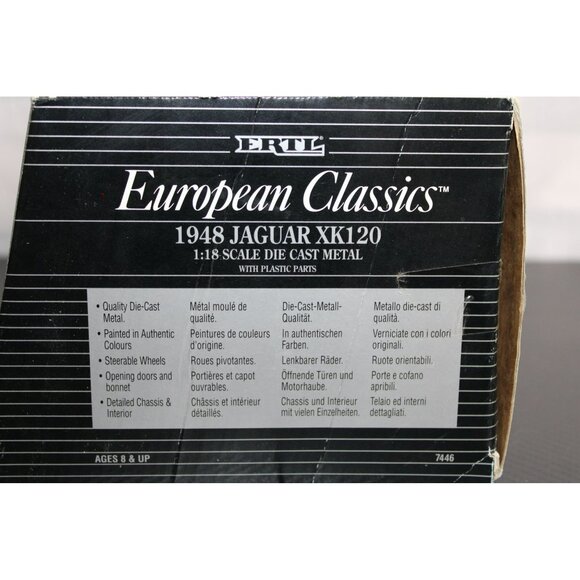 ERTL®
European Classics™
1948 JAGUAR XK120
1:18 SCALE DIE CAST METAL
WITH PLASTIC PARTS
• Quality Die-Cast
Metal.
• Painted in Authentic
Colours
• Steerable Wheels
• Opening doors and
bonnet
• Detailed Chassis &
Interior
Métal moulé de
qualité.
Peintures de couleurs
d'origine.
Roues pivotantes.
Portières et capot
ouvrables.
Châssis et intérieur
détaillés.
Die-Cast-Metall-
Qualität.
In authentischen
Farben.
Lenkbarer Räder.
Öffnende Türen und
Motorhaube.
Chassis und Interieur
mit vielen Einzelheiten.
Metallo die-cast di
qualità.
Verniciate con i colori
originali.
Ruote orientabili.
Porte e cofano
apribili.
Telaio ed interni
dettagliati.
AGES 8 & UP
7446